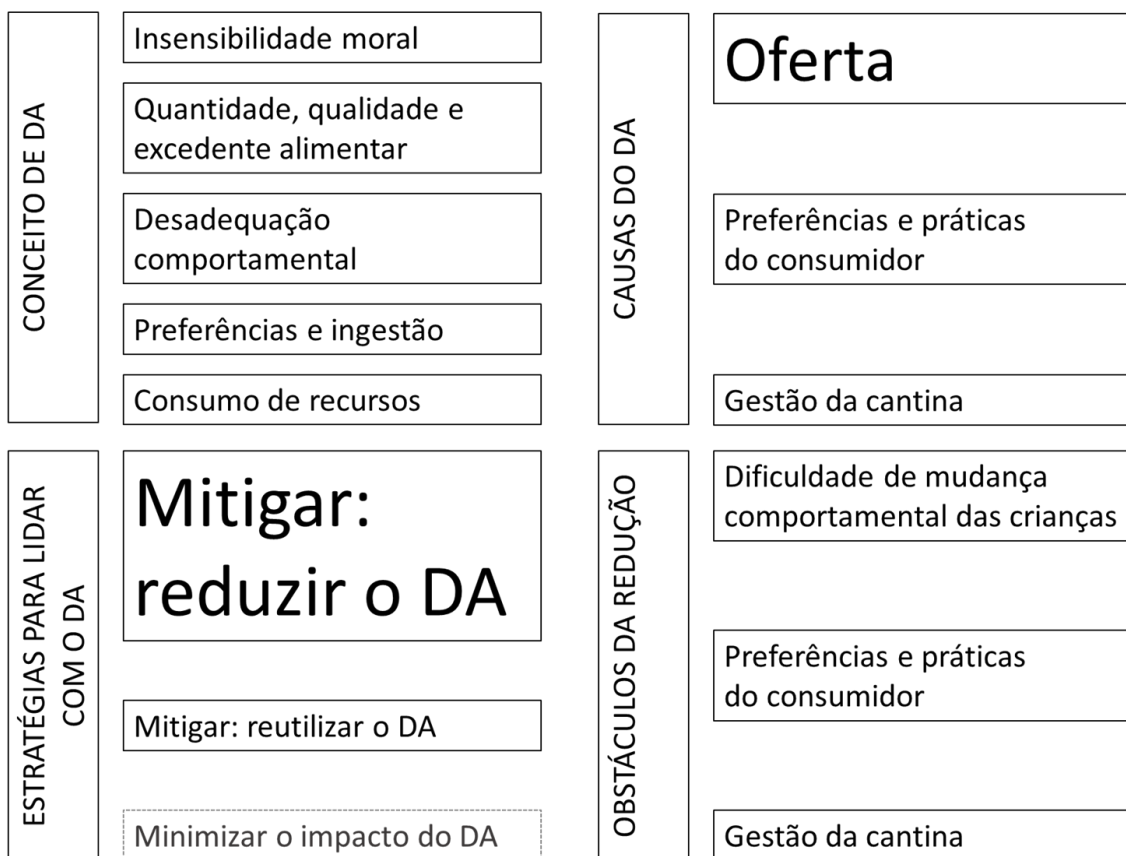 CONCEITO DE DA
Insensibilidade moral
Quantidade, qualidade e
excedente alimentar
Desadequação
comportamental
Preferências e ingestão
Consumo de recursos
CAUSAS DO DA
Oferta
Preferências e práticas
do consumidor
Gestão da cantina
ESTRATÉGIAS PARA LIDAR
COM O DA
Mitigar:
reduzir o DA
Mitigar: reutilizar o DA
Minimizar o impacto do DA
OBSTÁCULOS DA REDUÇÃO
Dificuldade de mudança
comportamental das crianças
Preferências e práticas
do consumidor
Gestão da cantina